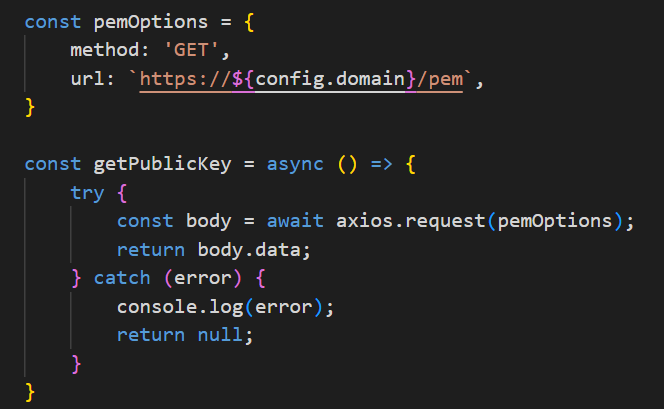 const pemOptions = {
    method: 'GET',
    url: `https://${config.domain}/pem`,
}

const getPublicKey = async () => {
    try {
        const body = await axios.request(pemOptions);
        return body.data;
    } catch (error) {
        console.log(error);
        return null;
    }
}